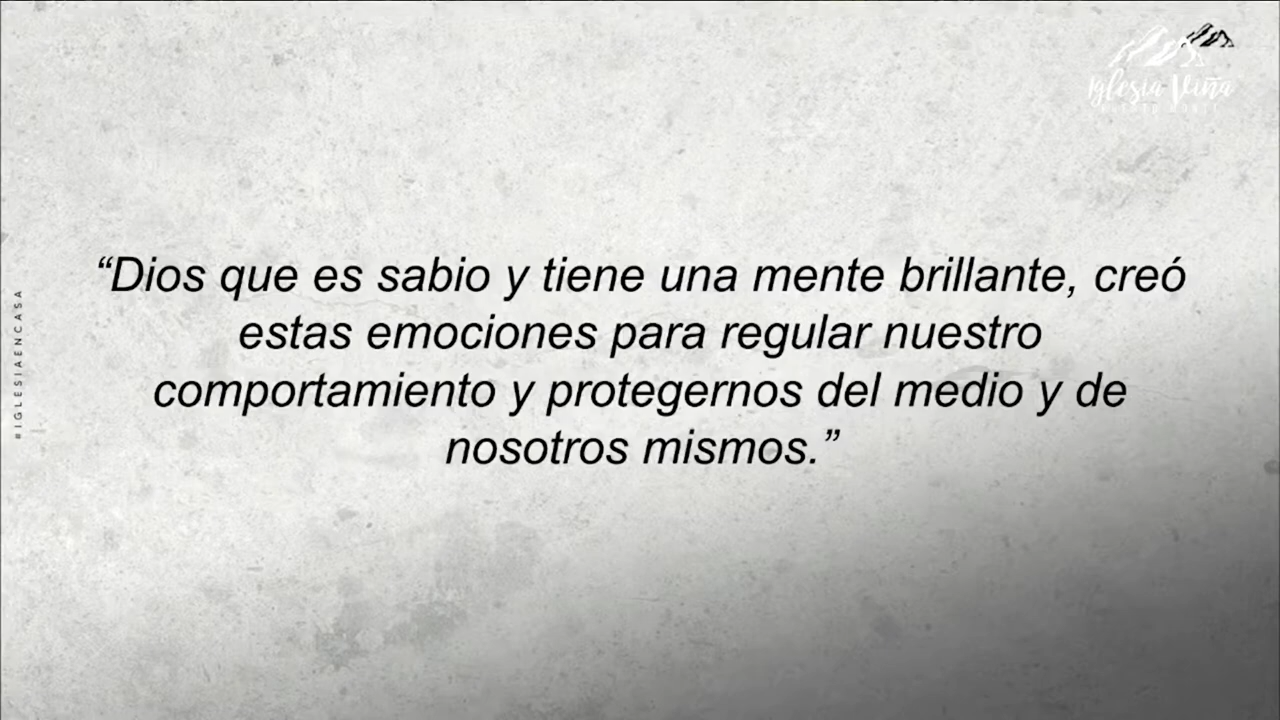 Iglesia Viña
“Dios que es sabio y tiene una mente brillante, creó
estas emociones para regular nuestro
comportamiento y protegernos del medio y de
nosotros mismos.”
#IGLESIAENCASA